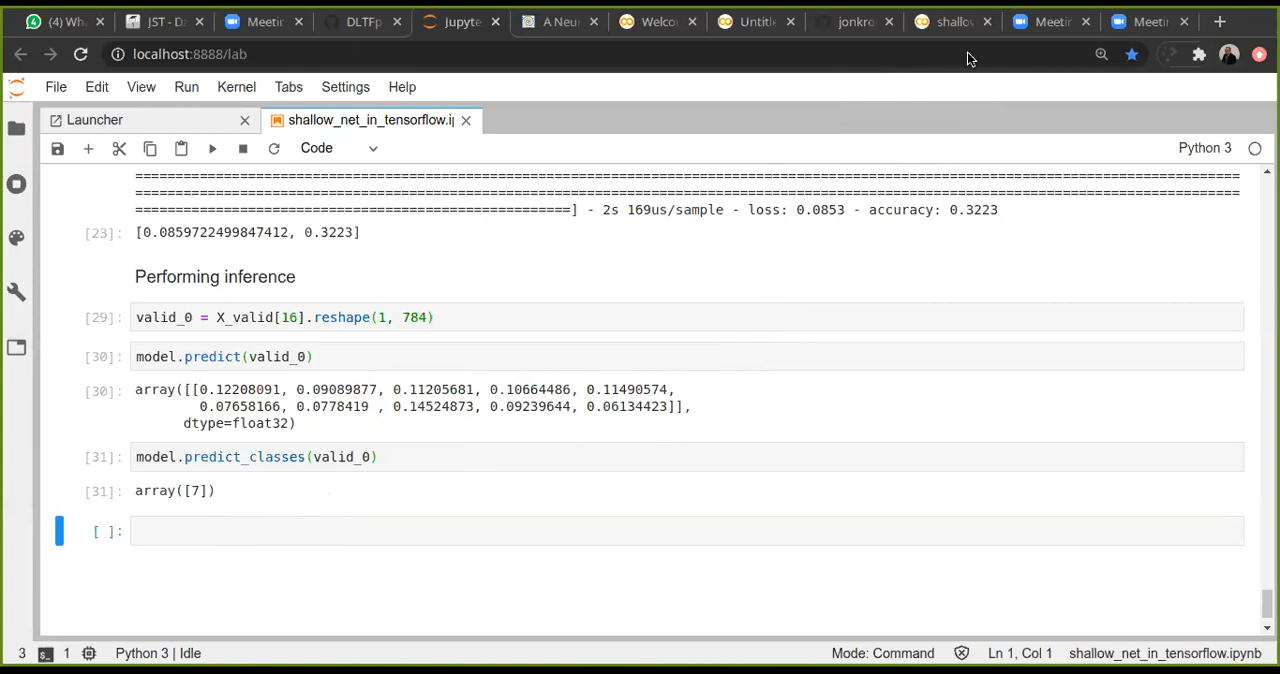 (4) Wh
JST - Da
Meetin
DLTFp
jupyte
A Neur
Welco
Untitle
jonkro
shallov
Meetin
Meetin
localhost:8888/lab
File Edit View Run Kernel Tabs Settings Help
Launcher
shallow_net_in_tensorflow.i
Code
Python 3
================================================================================================================================
================================================================================================================================
======================================================] - 2s 169us/sample - loss: 0.0853 - accuracy: 0.3223
[23]: [0.0859722499847412, 0.3223]
Performing inference
[29]: valid_0 = X_valid[16].reshape(1, 784)
[30]: model.predict(valid_0)
[30]: array([[0.12208091, 0.09089877, 0.11205681, 0.10664486, 0.11490574,
0.07658166, 0.0778419 , 0.14524873, 0.09239644, 0.06134423]],
dtype=float32)
[31]: model.predict_classes(valid_0)
[31]: array([7])
[ ]:
3 $_ 1 Python 3 | Idle Mode: Command Ln 1, Col 1 shallow_net_in_tensorflow.ipynb